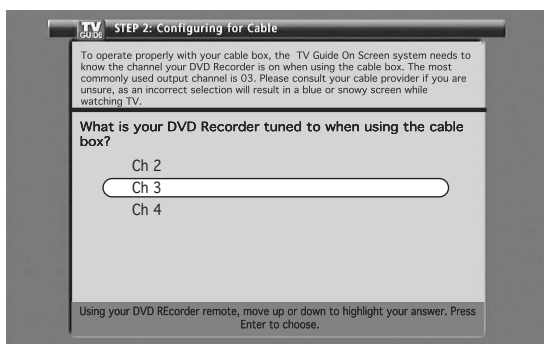 TV
GUIDE
STEP 2: Configuring for Cable
To operate properly with your cable box, the TV Guide On Screen system needs to
know the channel your DVD Recorder is on when using the cable box. The most
commonly used output channel is 03. Please consult your cable provider if you are
unsure, as an incorrect selection will result in a blue or snowy screen while
watching TV.
What is your DVD Recorder tuned to when using the cable
box?
Ch 2
Ch 3
Ch 4
Using your DVD REcorder remote, move up or down to highlight your answer. Press
Enter to choose.